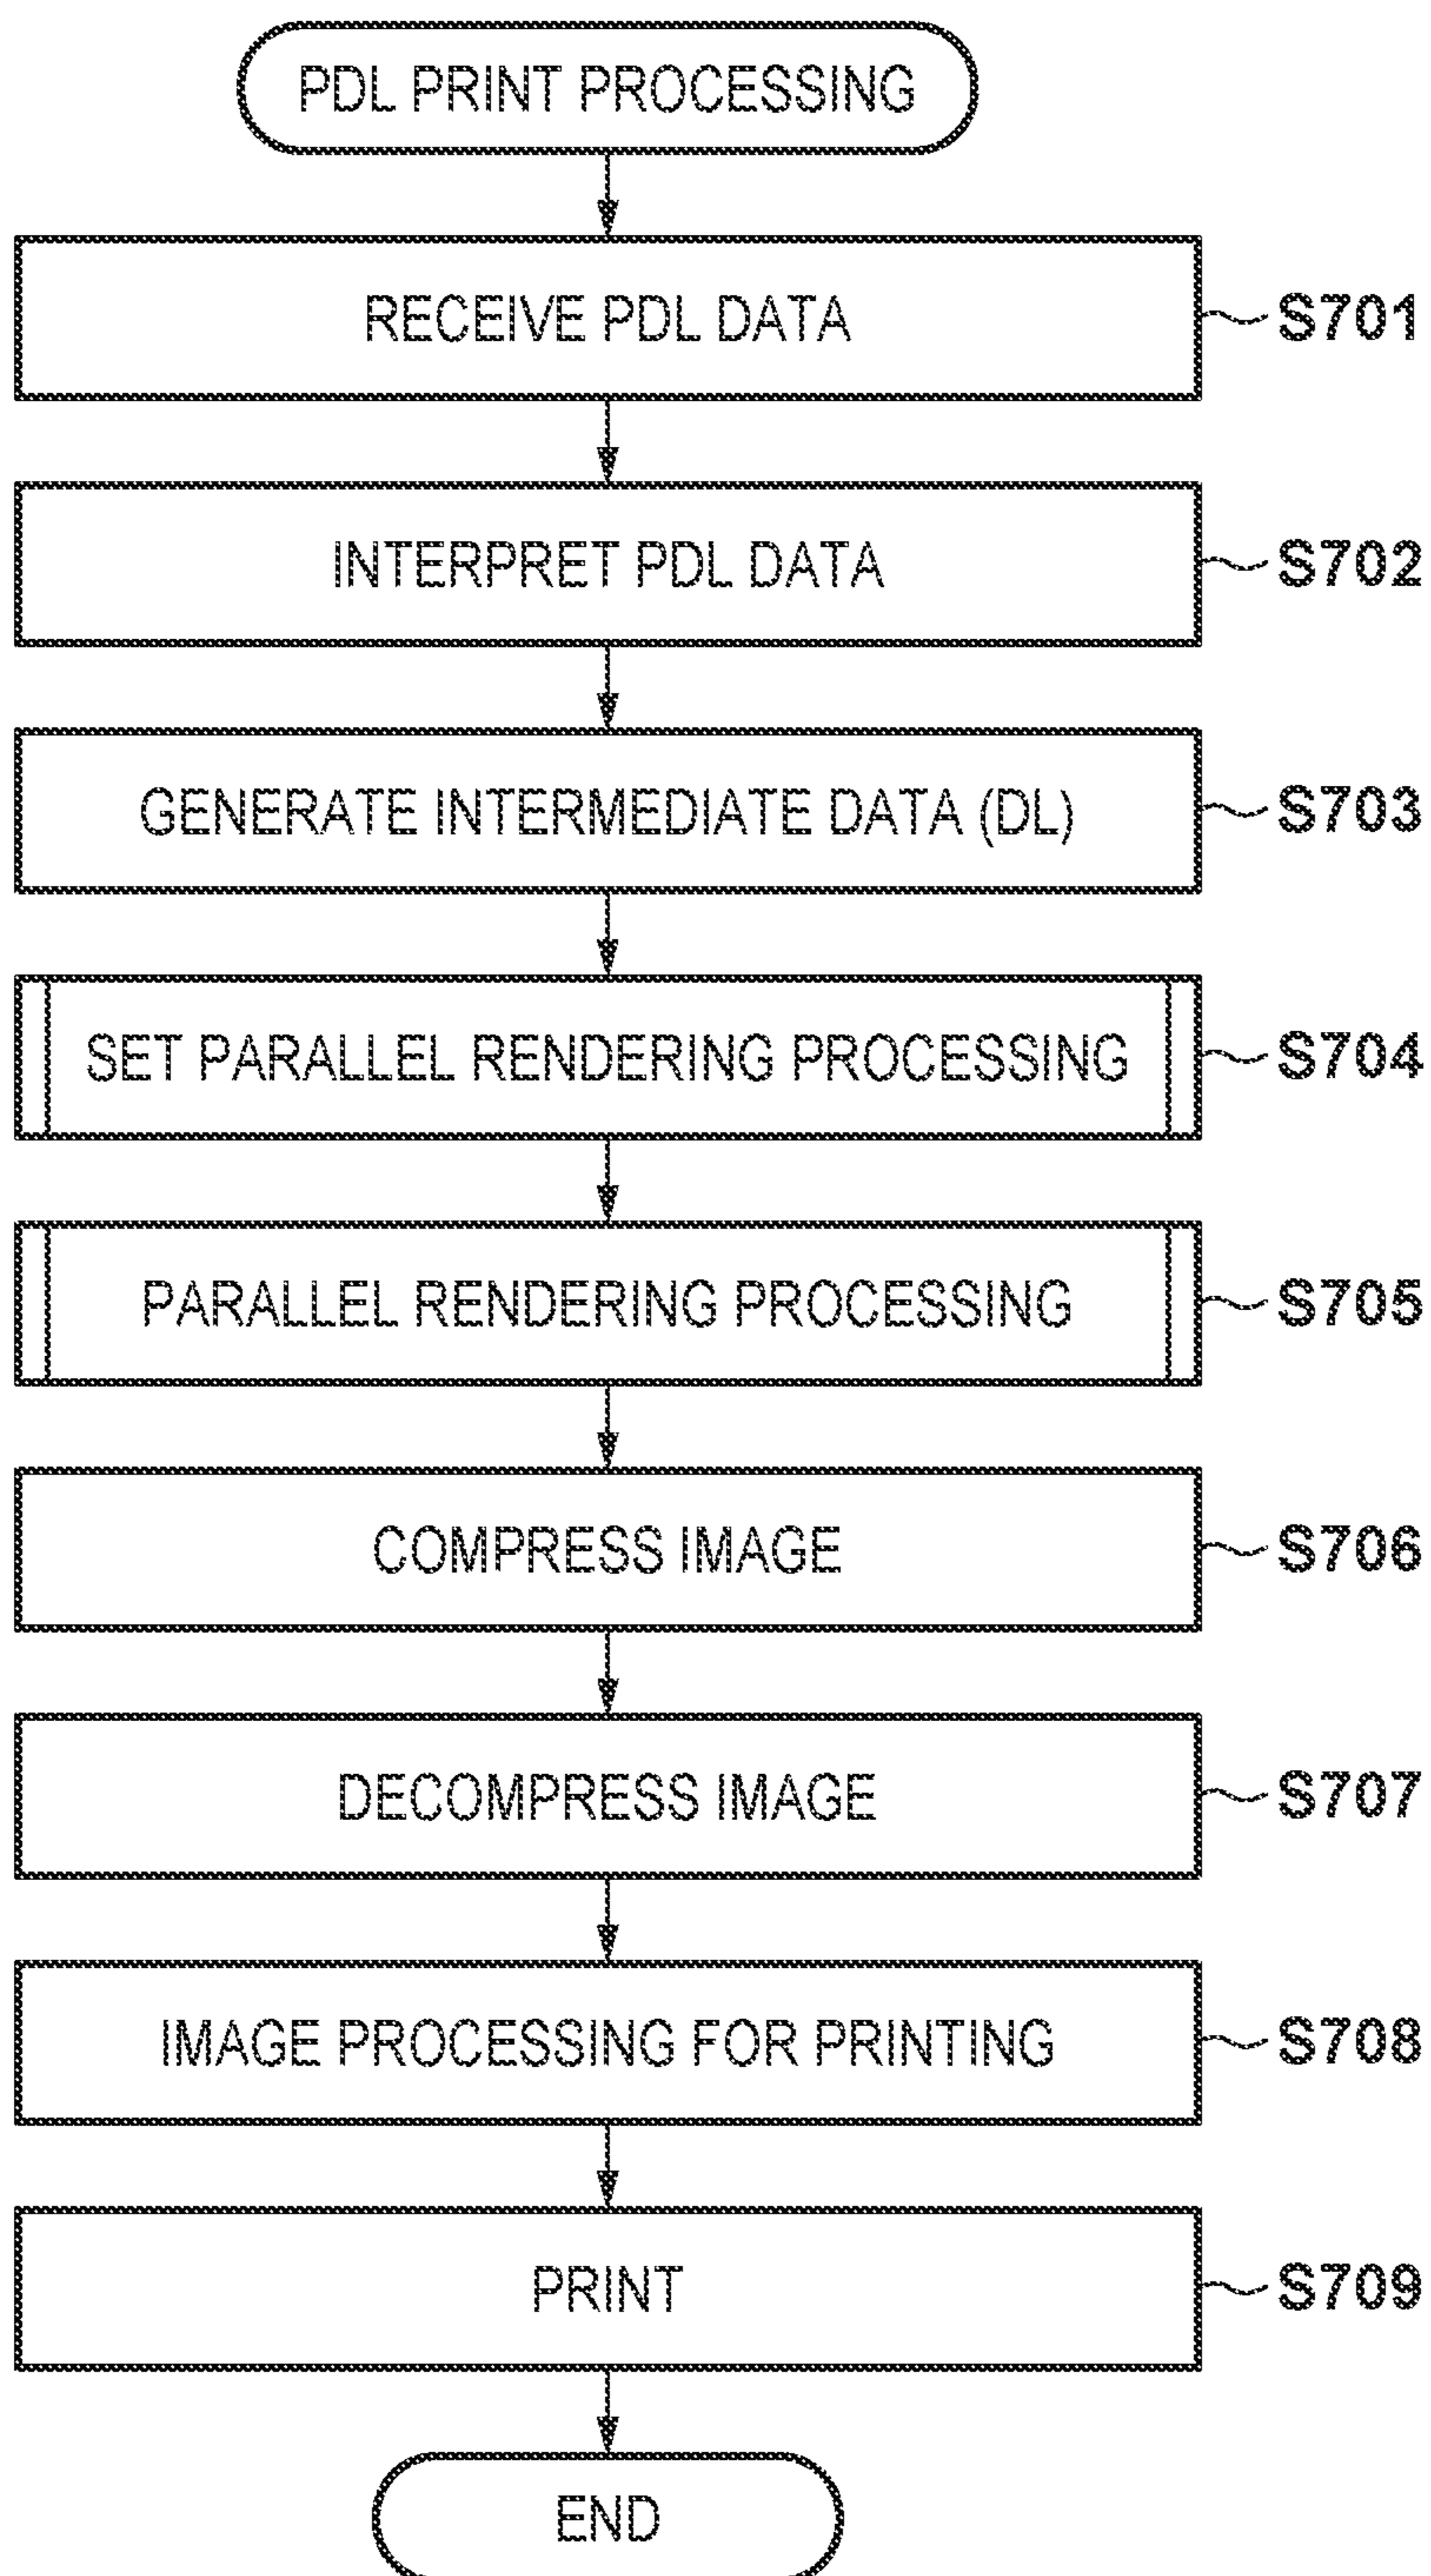 PDL PRINT PROCESSING
RECEIVE PDL DATA S701
INTERPRET PDL DATA S702
GENERATE INTERMEDIATE DATA (DL) S703
SET PARALLEL RENDERING PROCESSING S704
PARALLEL RENDERING PROCESSING S705
COMPRESS IMAGE S706
DECOMPRESS IMAGE S707
IMAGE PROCESSING FOR PRINTING S708
PRINT S709
END